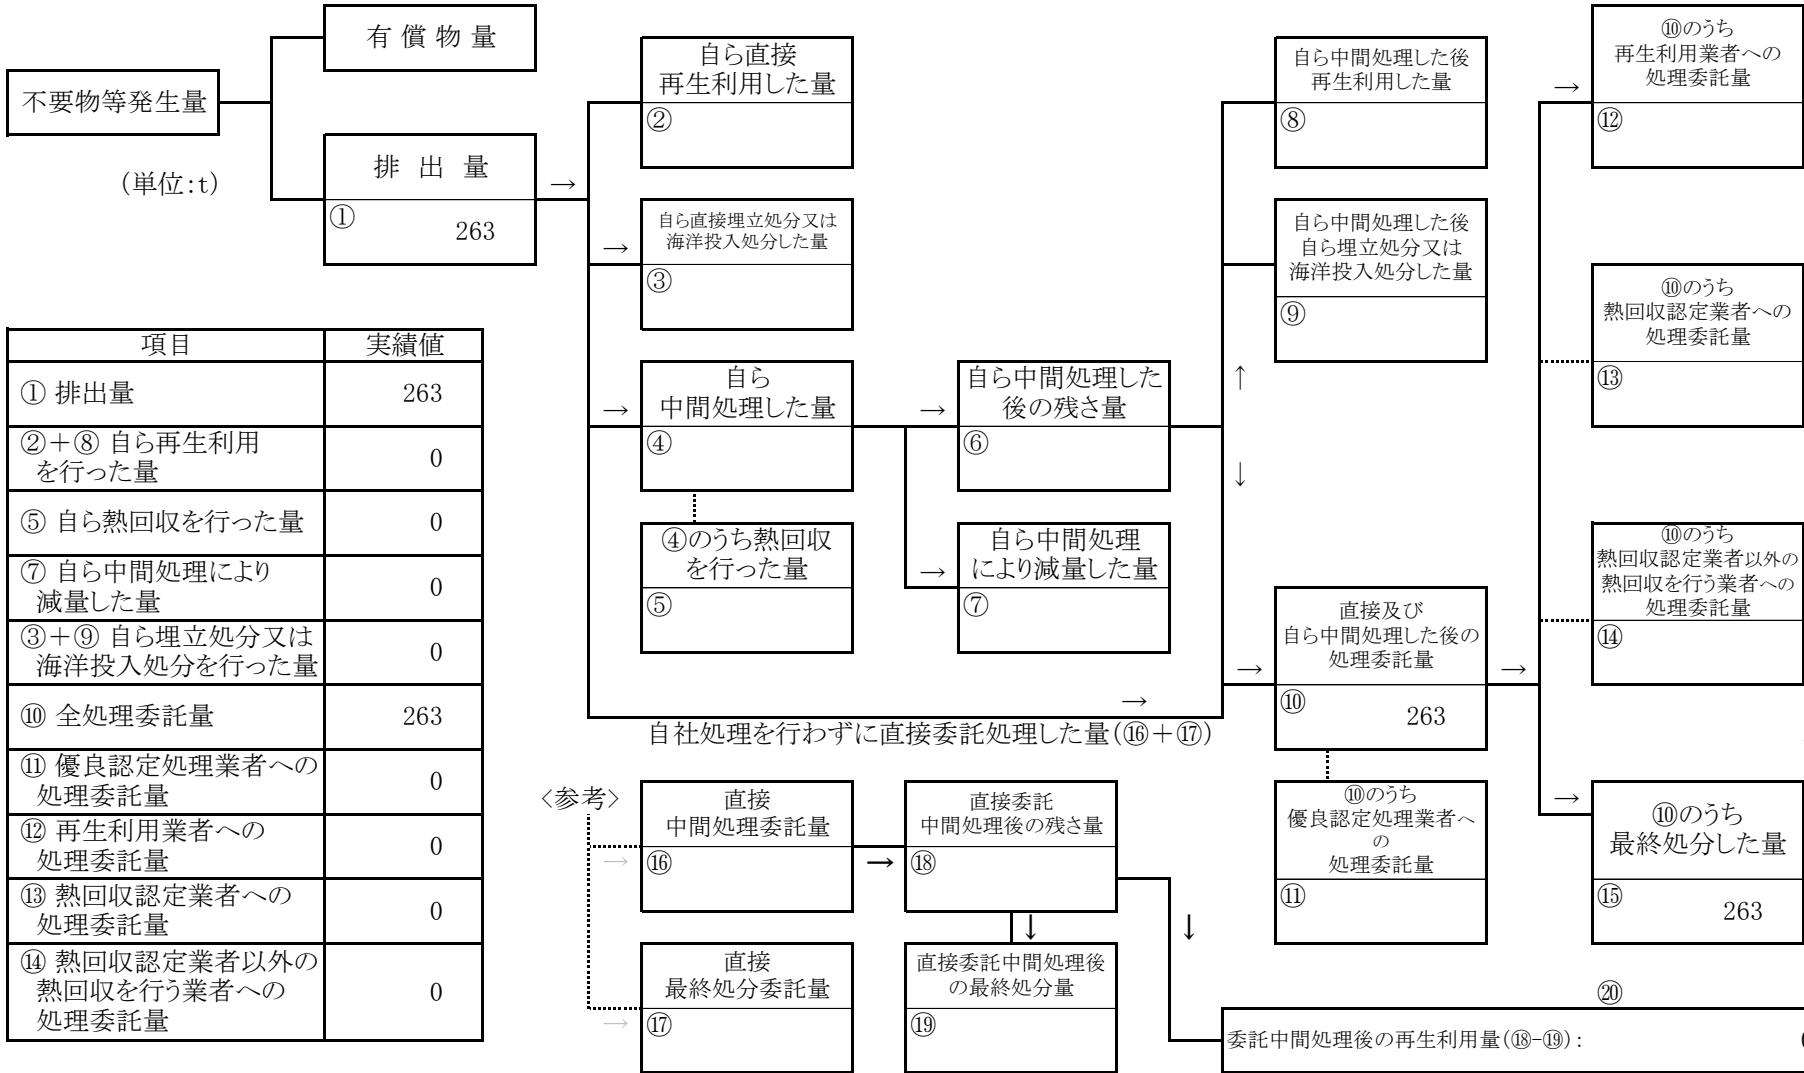 有 償 物 量
不要物等発生量
(単位:t)
排 出 量
→
①
263
自ら直接
再生利用した量
②
→
自ら直接埋立処分又は
海洋投入処分した量
③
→
自ら
中間処理した量
④
④のうち熱回収
を行った量
⑤
→
自ら中間処理した
後の残さ量
⑥
→
自ら中間処理
により減量した量
⑦
自ら中間処理した後
再生利用した量
⑧
自ら中間処理した後
自ら埋立処分又は
海洋投入処分した量
⑨
↑
↓
→
直接及び
自ら中間処理した後の
処理委託量
⑩
263
→
⑩のうち
優良認定処理業者へ
の
処理委託量
⑪
→
⑩のうち
再生利用業者への
処理委託量
⑫
⑩のうち
熱回収認定業者への
処理委託量
⑬
⑩のうち
熱回収認定業者以外の
熱回収を行う業者への
処理委託量
⑭
→
⑩のうち
最終処分した量
⑮
263
→
自社処理を行わずに直接委託処理した量(⑯+⑰)
項目 実績値
① 排出量 263
②+⑧ 自ら再生利用
を行った量 0
⑤ 自ら熱回収を行った量 0
⑦ 自ら中間処理により
減量した量 0
③+⑨ 自ら埋立処分又は
海洋投入処分を行った量 0
⑩ 全処理委託量 263
⑪ 優良認定処理業者への
処理委託量 0
⑫ 再生利用業者への
処理委託量 0
⑬ 熱回収認定業者への
処理委託量 0
⑭ 熱回収認定業者以外の
熱回収を行う業者への
処理委託量 0
〈参考〉
→
直接
中間処理委託量
⑯
→
直接委託
中間処理後の残さ量
⑱
↓
↓
→
直接
最終処分委託量
⑰
直接委託中間処理後
の最終処分量
⑲
⑳
委託中間処理後の再生利用量(⑱-⑲):